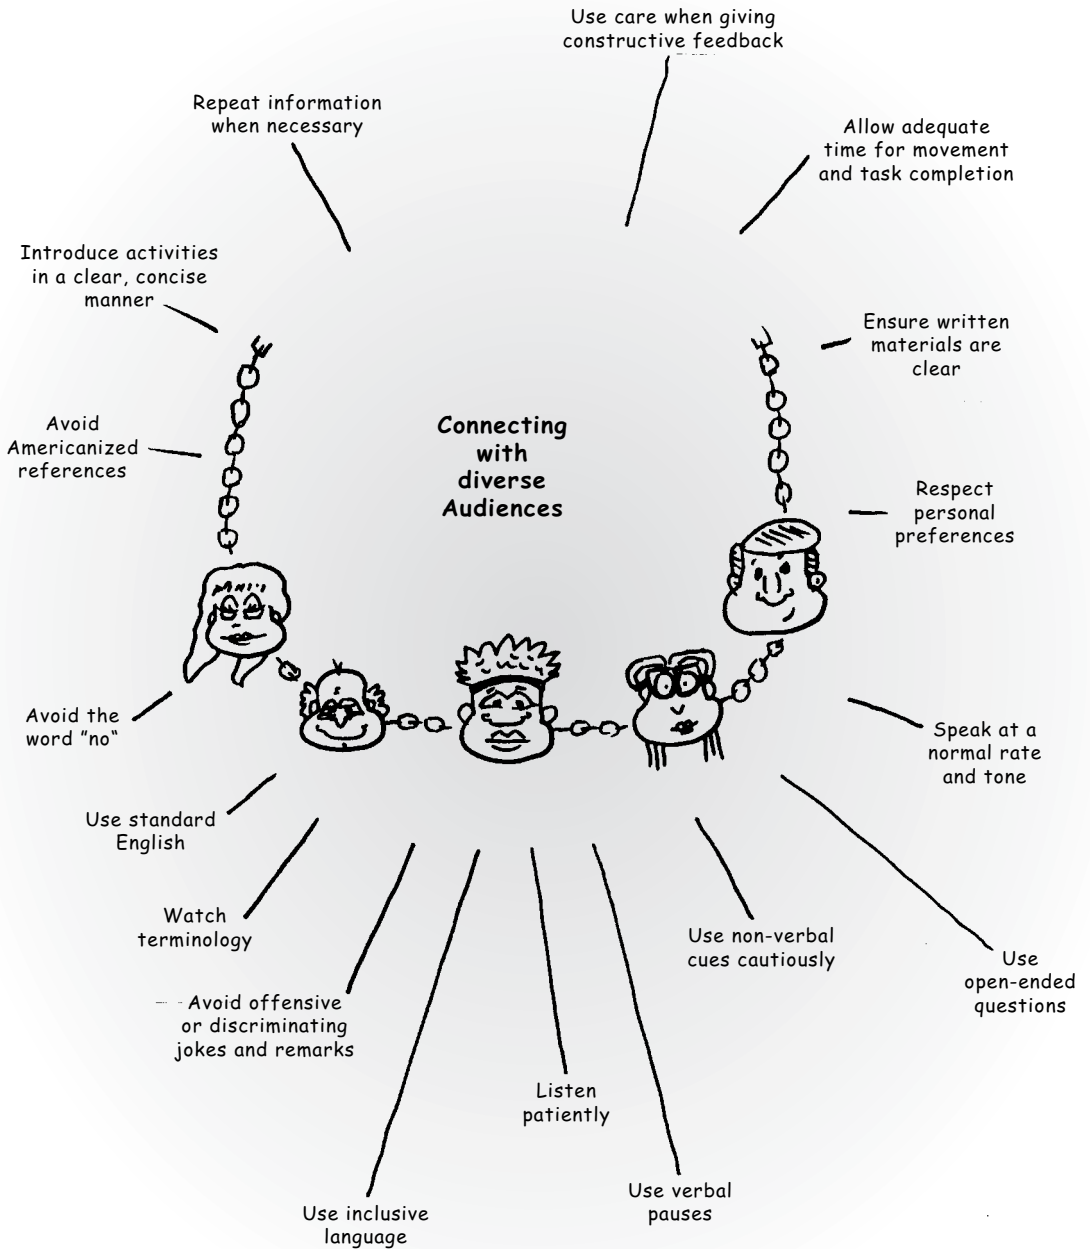 Use care when giving
constructive feedback
Repeat information
when necessary
Allow adequate
time for movement
and task completion
Introduce activities
in a clear, concise
manner
Ensure written
materials are
clear
Avoid
Americanized
references
Connecting
with
diverse
Audiences
Respect
personal
preferences
Avoid the
word "no"
Speak at a
normal rate
and tone
Use standard
English
Watch
terminology
Use non-verbal
cues cautiously
Use
open-ended
questions
Avoid offensive
or discriminating
jokes and remarks
Listen
patiently
Use verbal
pauses
Use inclusive
language